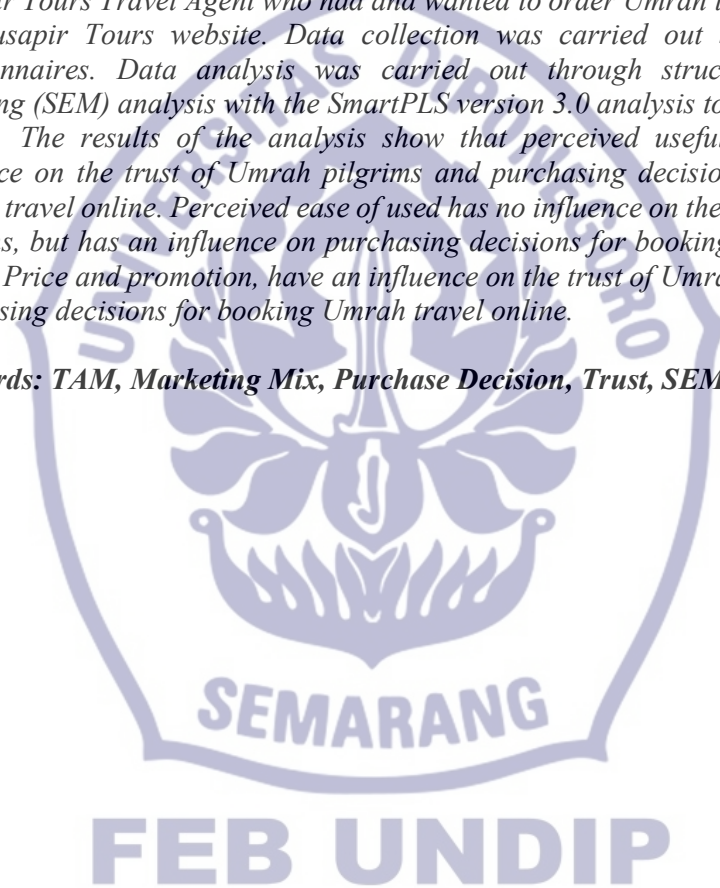 ur Tours Travel Agent who had and wanted to order Umrah t
usapir Tours website. Data collection was carried out
nnaires. Data analysis was carried out through struc
ng (SEM) analysis with the SmartPLS version 3.0 analysis to
The results of the analysis show that perceived useful
ce on the trust of Umrah pilgrims and purchasing decisio
travel online. Perceived ease of used has no influence on the
s, but has an influence on purchasing decisions for booking
Price and promotion, have an influence on the trust of Umra
sing decisions for booking Umrah travel online.
rds: TAM, Marketing Mix, Purchase Decision, Trust, SEM
UNIVERSITAS DIPONEGORO
SEMARANG
FEB UNDIP